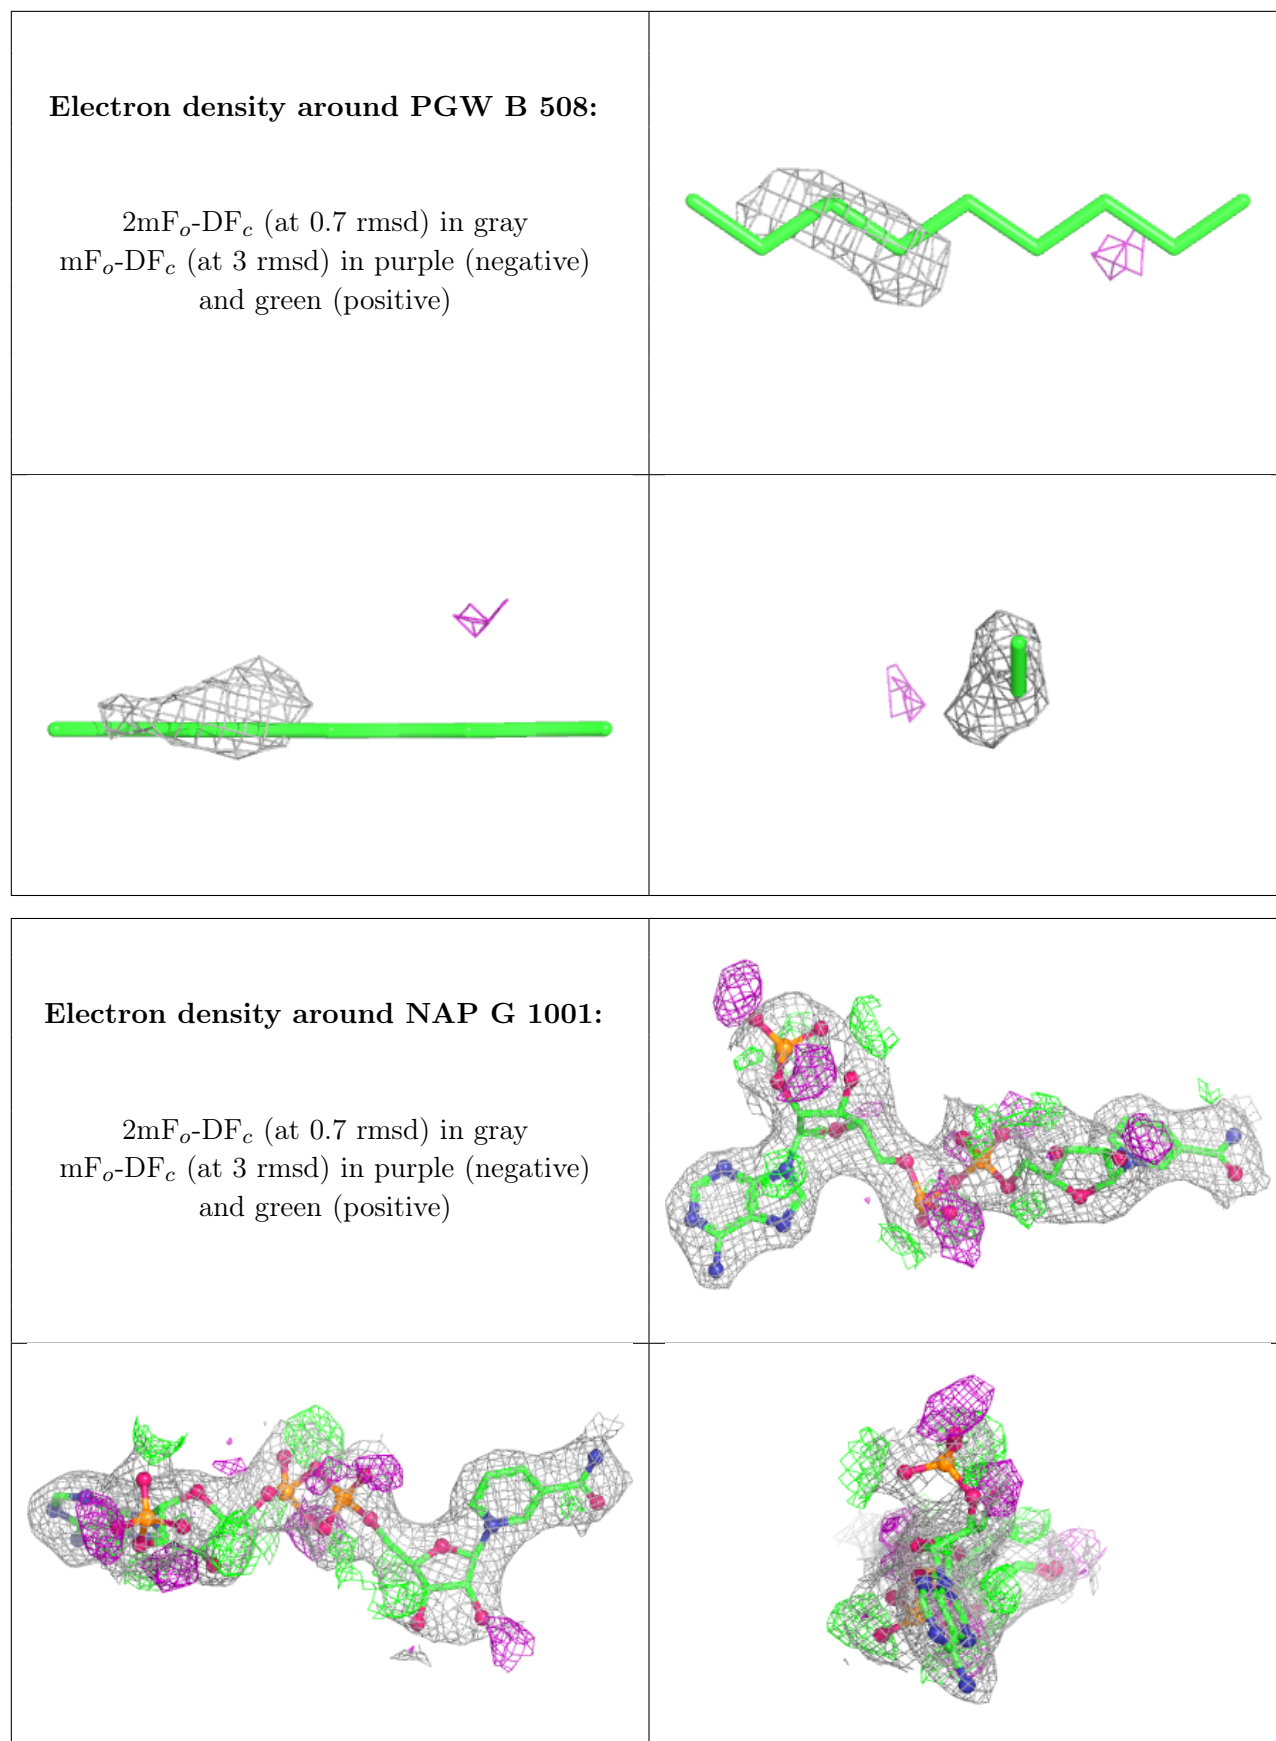 Electron density around PGW B 508:
2mFo-DFc (at 0.7 rmsd) in gray
mFo-DFc (at 3 rmsd) in purple (negative)
and green (positive)
Electron density around NAP G 1001:
2mFo-DFc (at 0.7 rmsd) in gray
mFo-DFc (at 3 rmsd) in purple (negative)
and green (positive)